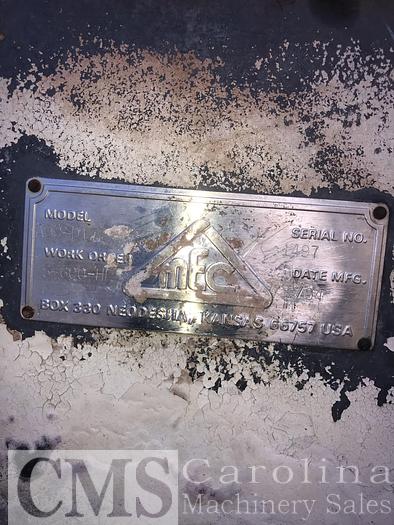 MODEL
SERIAL NO.
WORK ORDER
mfc
DATE MFG.
BOX 330 NEODESHA, KANSAS 66757 USA
CMS Carolina
Machinery Sales